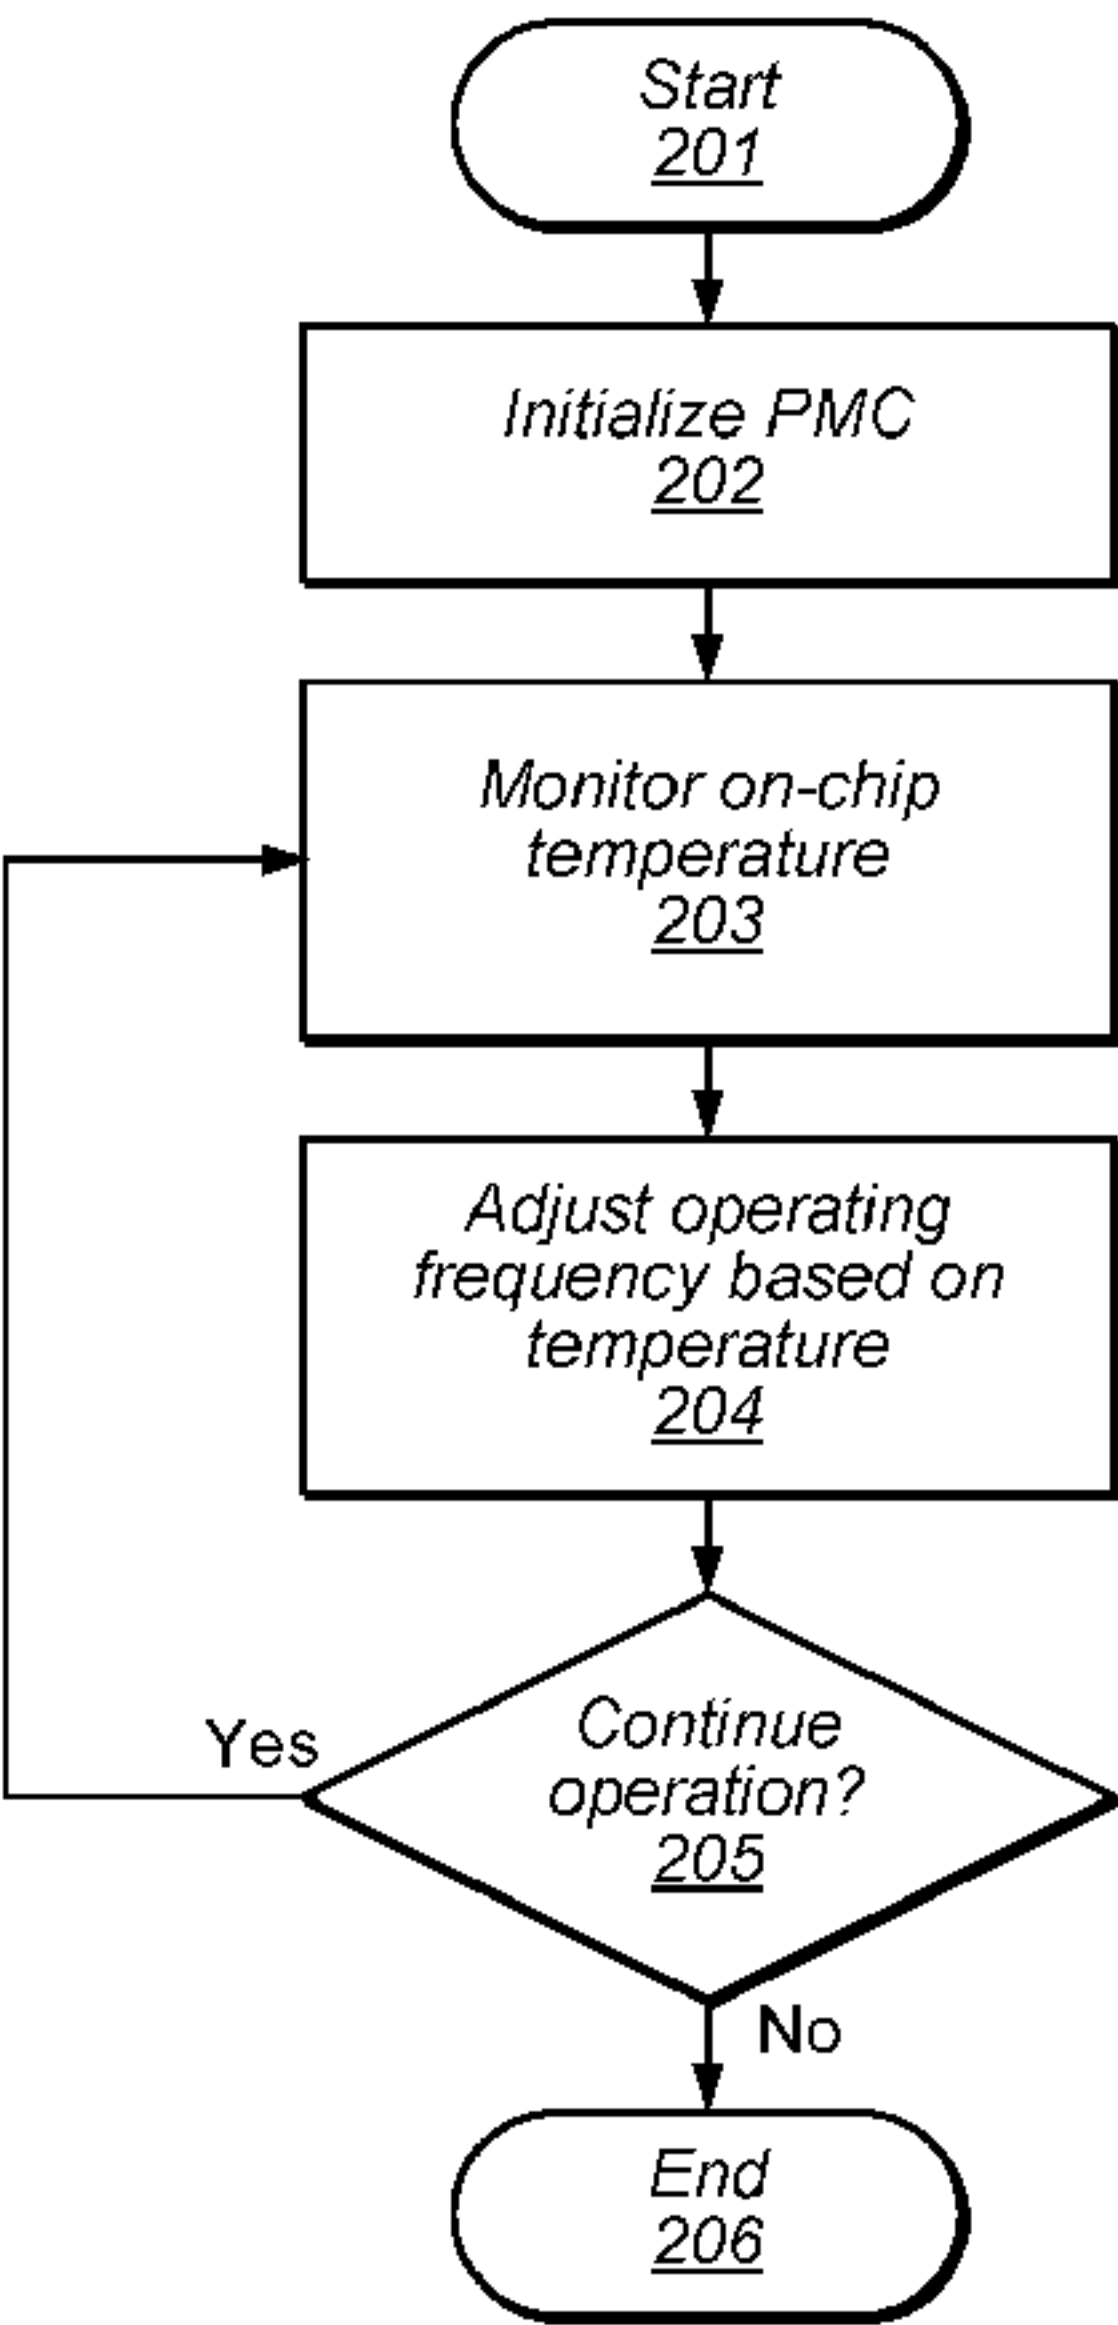 Start
201
Initialize PMC
202
Monitor on-chip
temperature
203
Adjust operating
frequency based on
temperature
204
Continue
operation?
205
Yes
No
End
206